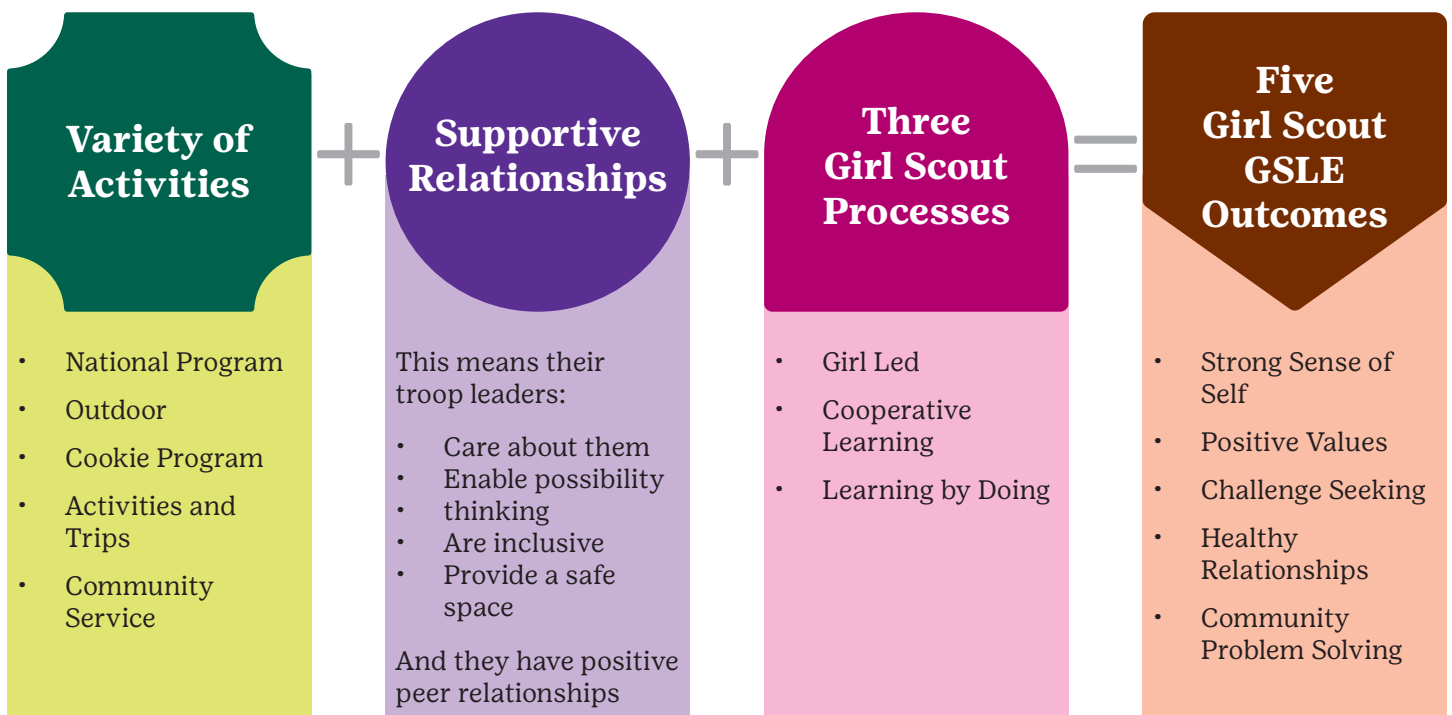 Variety of
Activities
• National Program
• Outdoor
• Cookie Program
• Activities and
Trips
• Community
Service
+
Supportive
Relationships
This means their
troop leaders:
• Care about them
• Enable possibility
• thinking
• Are inclusive
• Provide a safe
space
And they have positive
peer relationships
+
Three
Girl Scout
Processes
• Girl Led
• Cooperative
Learning
• Learning by Doing
=
Five
Girl Scout
GSLE
Outcomes
• Strong Sense of
Self
• Positive Values
• Challenge Seeking
• Healthy
Relationships
• Community
Problem Solving